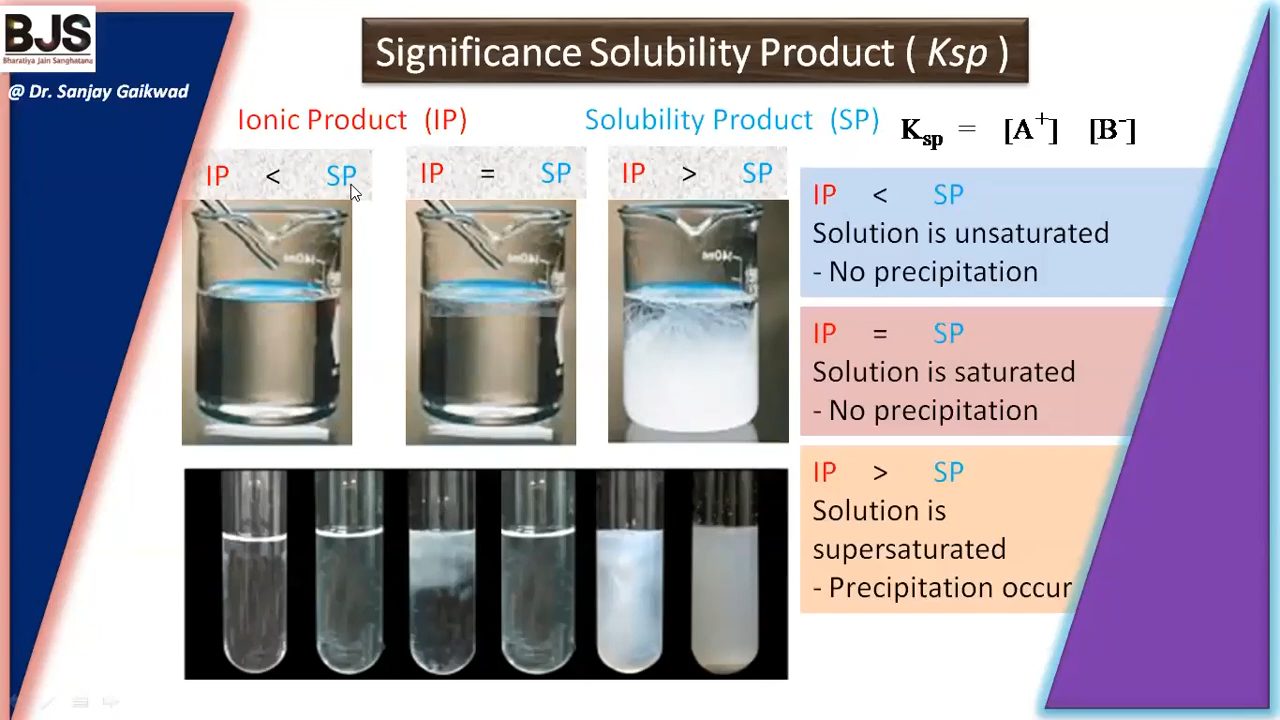 BJS
Bharatiya Jain Sanghatana
@ Dr. Sanjay Gaikwad
Significance Solubility Product ( Ksp )
Ionic Product (IP)
Solubility Product (SP)
Ksp = [A+] [B-]
IP < SP
IP = SP
IP > SP
IP < SP
Solution is unsaturated
- No precipitation
IP = SP
Solution is saturated
- No precipitation
IP > SP
Solution is
supersaturated
- Precipitation occur